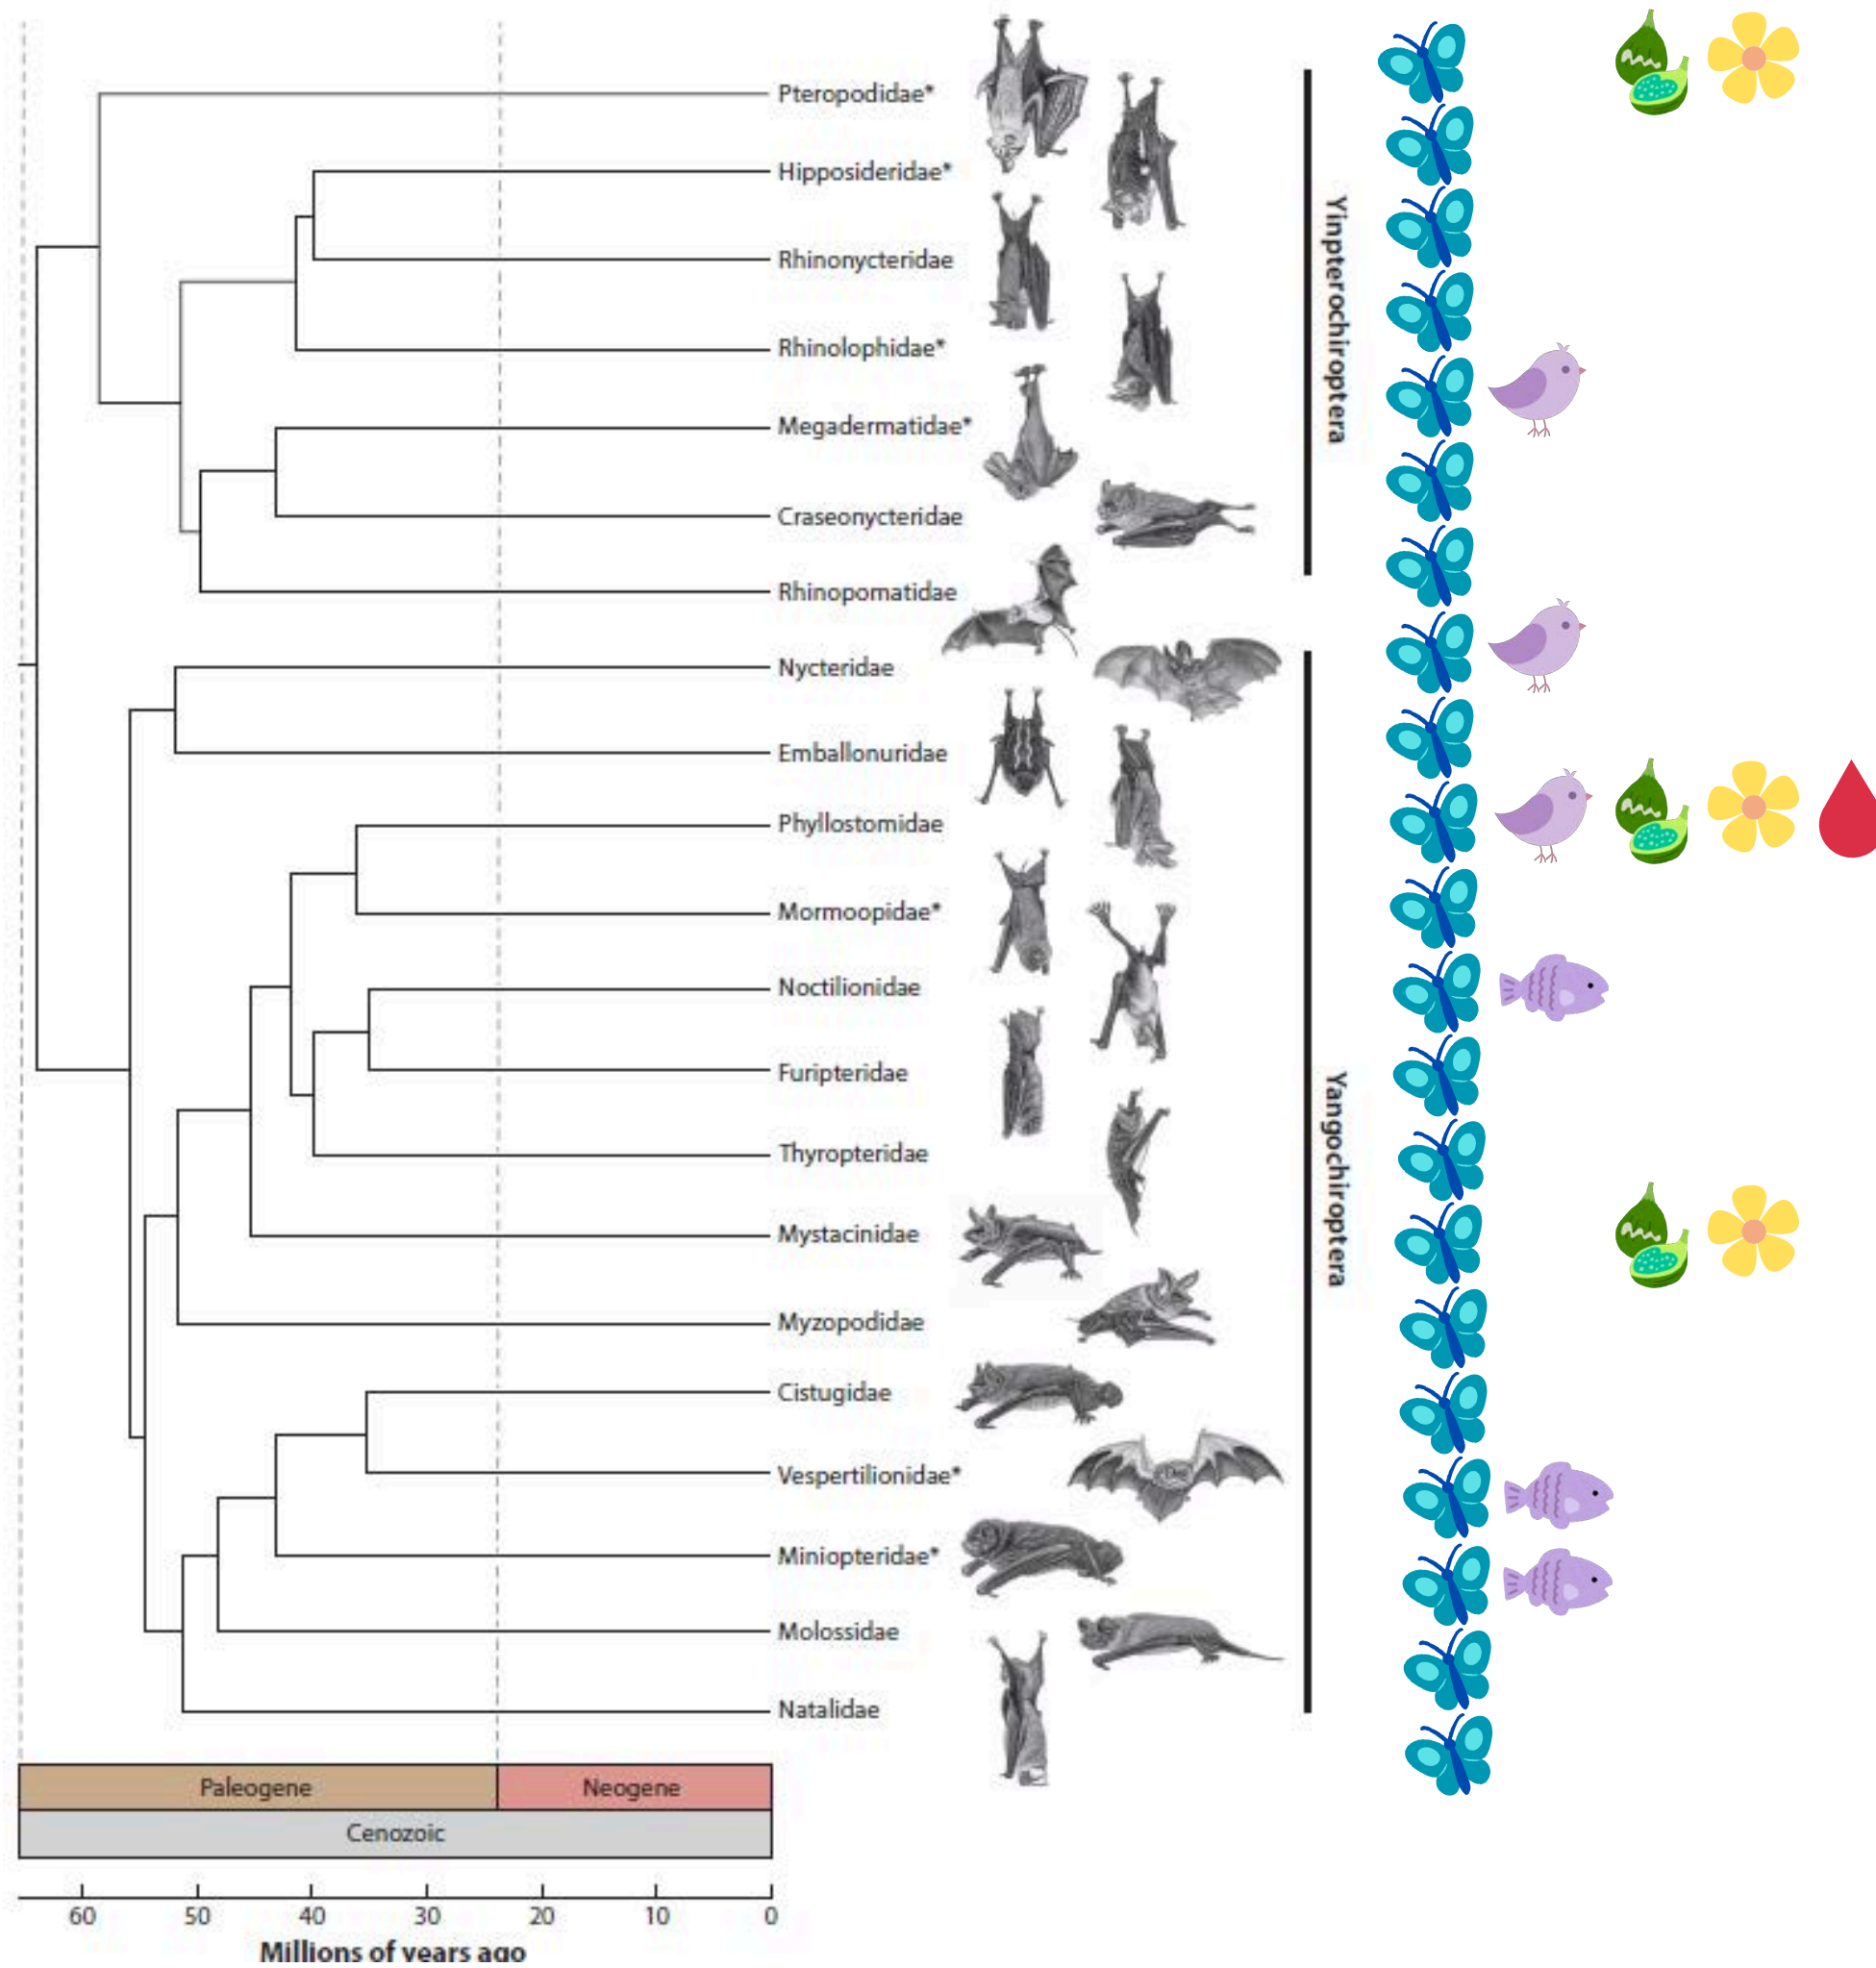 Pteropodidae*
Hipposideridae*
Rhinonycteridae
Rhinolophidae*
Megadermatidae*
Craseonycteridae
Rhinopomatidae
Nycteridae
Emballonuridae
Phyllostomidae
Mormoopidae*
Noctilionidae
Furipteridae
Thyropteridae
Mystacinidae
Myzopodidae
Cistugidae
Vespertilionidae*
Miniopteridae*
Molossidae
Natalidae
Yinpterochiroptera
Yangochiroptera
Paleogene Neogene
Cenozoic
60 50 40 30 20 10 0
Millions of years ago